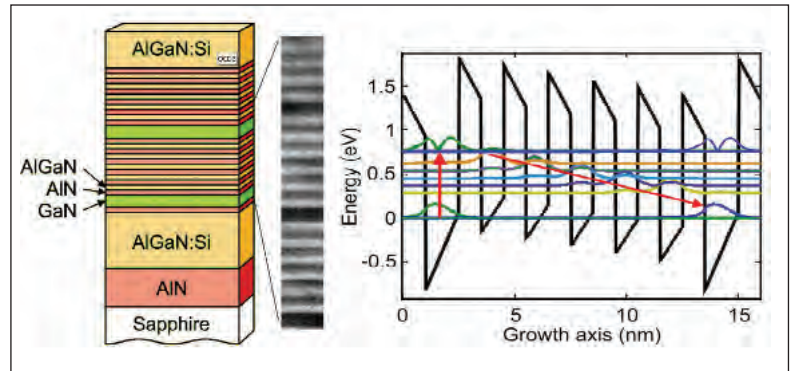 AlGaN:Si
AlGaN
AlN
GaN
AlGaN:Si
AlN
Sapphire
Energy (eV)
1.5
1
0.5
0
-0.5
0
5
10
15
Growth axis (nm)